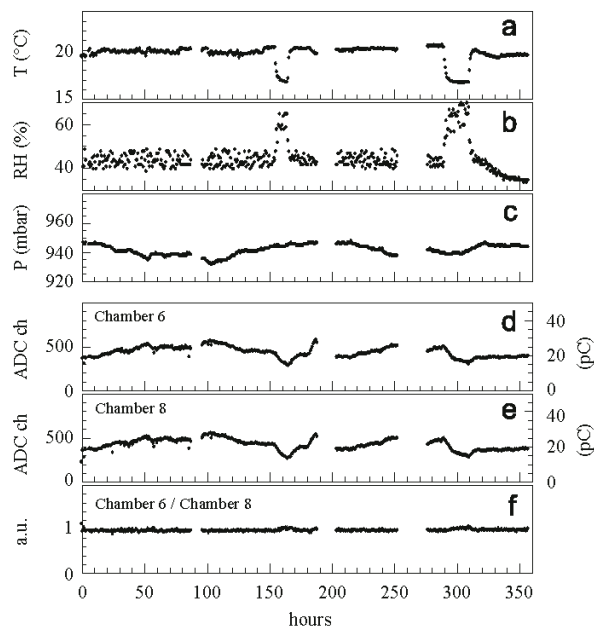 a
T (°C)
20
15
b
RH (%)
60
40
c
P (mbar)
960
940
920
Chamber 6
d
ADC ch
500
0
40
20
0
(pC)
Chamber 8
e
ADC ch
500
0
40
20
0
(pC)
Chamber 6 / Chamber 8
f
a.u.
1
0
0 50 100 150 200 250 300 350
hours